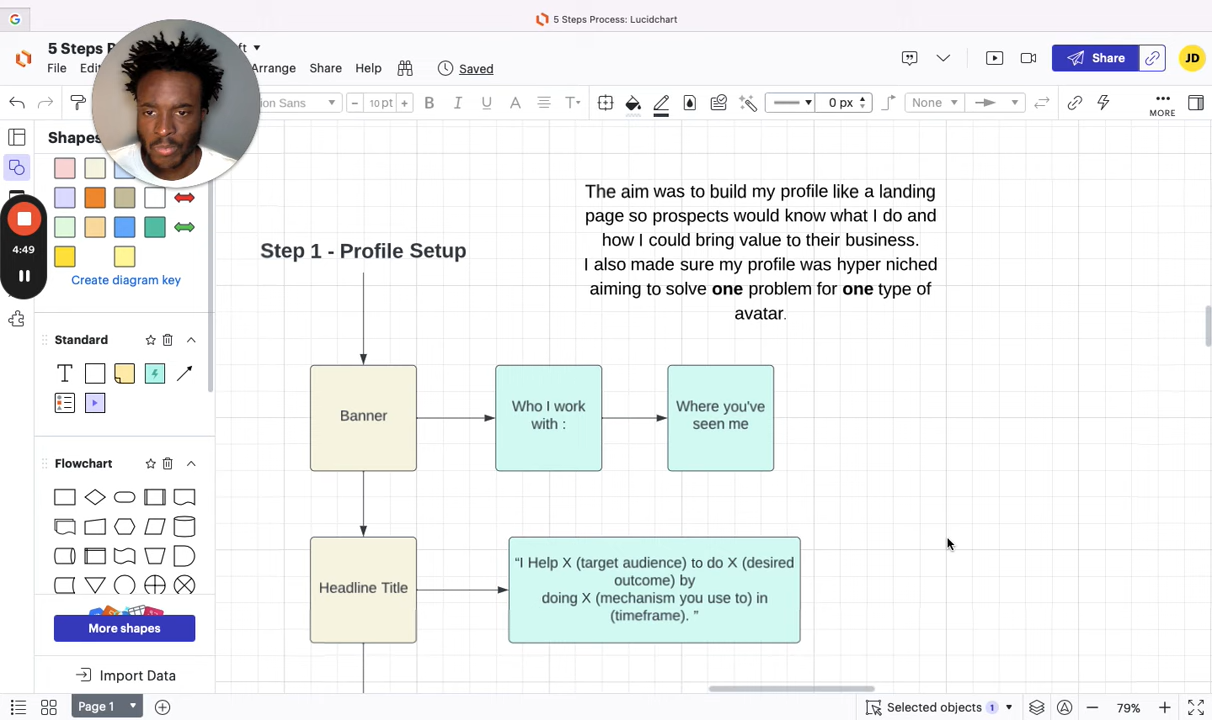 5 Steps Process: Lucidchart
5 Steps P
ft
File
Edi
Arrange
Share
Help
Saved
Share
JD
ion Sans
10 pt
B
I
U
A
T
0 px
None
MORE
Shapes
4:49
Create diagram key
Standard
T
Flowchart
More shapes
Import Data
The aim was to build my profile like a landing
page so prospects would know what I do and
how I could bring value to their business.
I also made sure my profile was hyper niched
aiming to solve one problem for one type of
avatar.
Step 1 - Profile Setup
Banner
Who I work
with :
Where you've
seen me
Headline Title
“I Help X (target audience) to do X (desired
outcome) by
doing X (mechanism you use to) in
(timeframe). ”
Page 1
Selected objects
1
79%